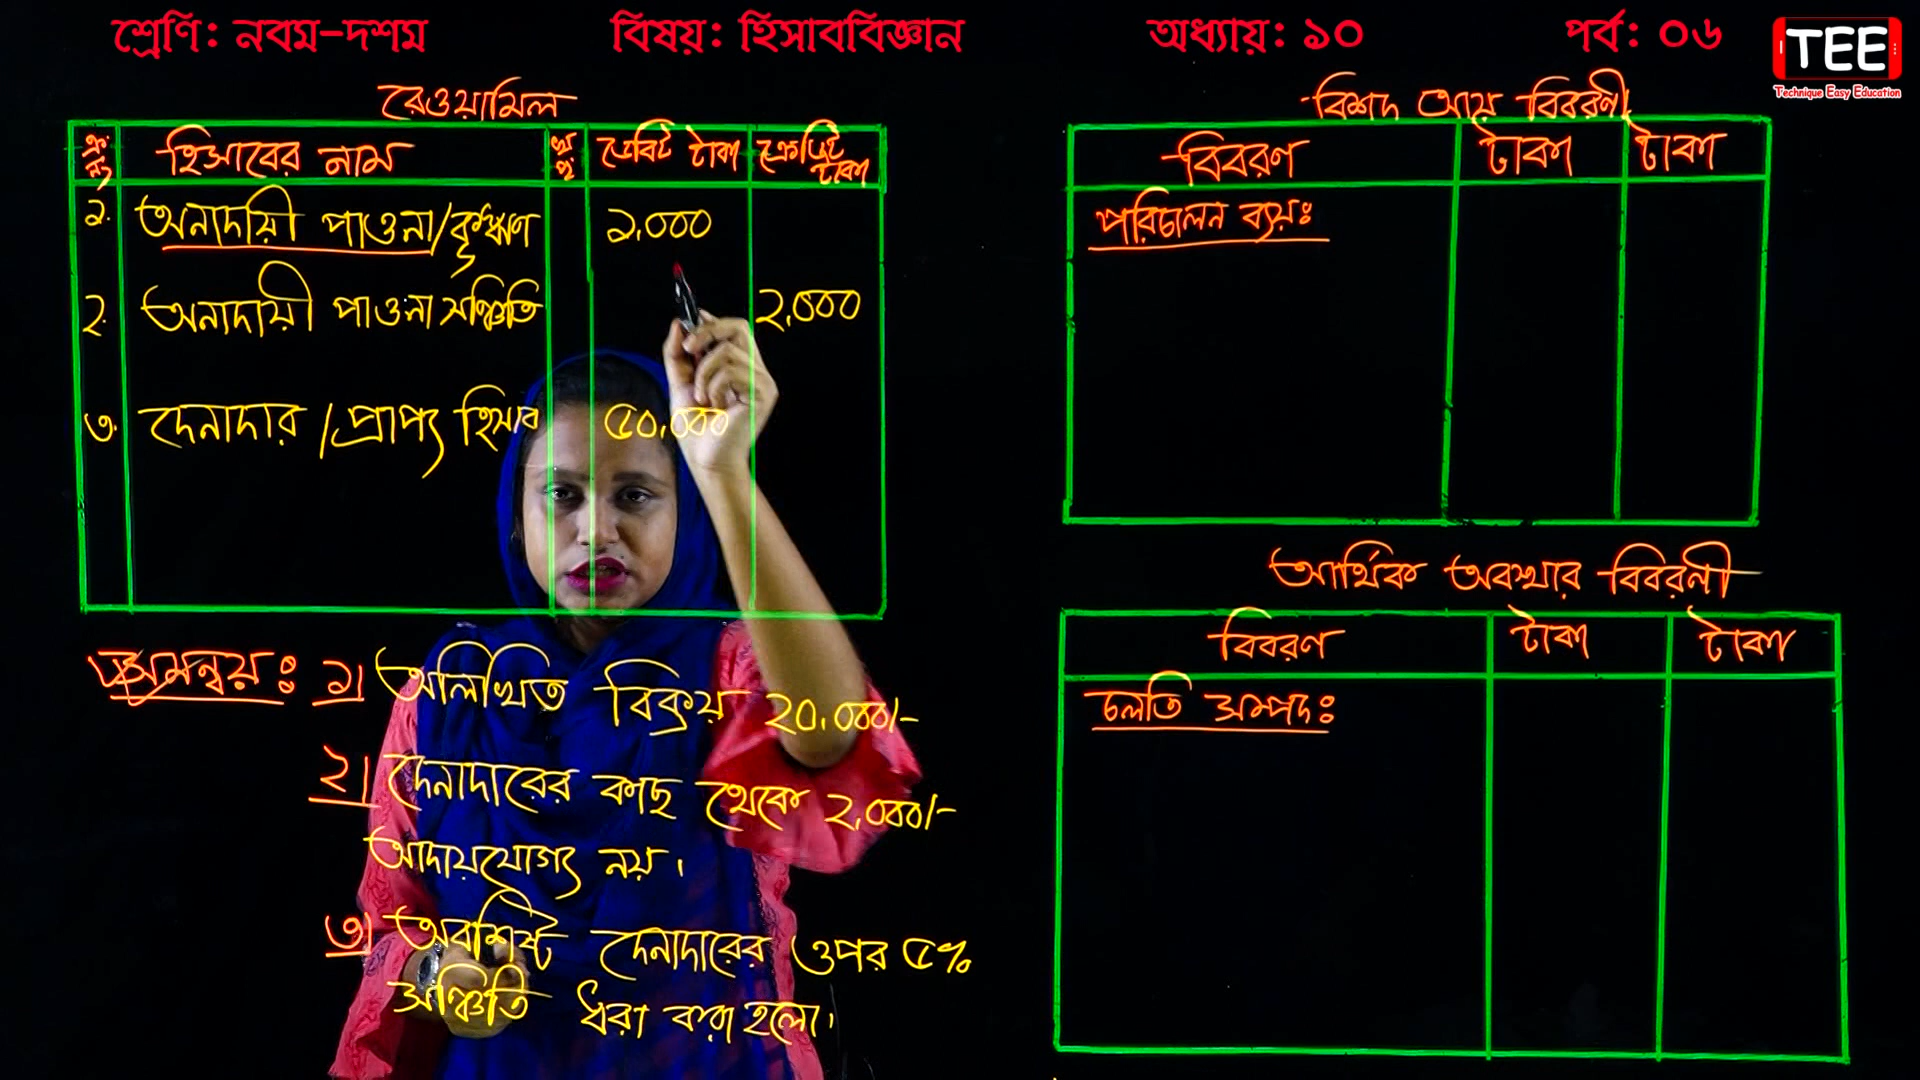 শ্রেণি: নবম-দশম বিষয়: হিসাববিজ্ঞান অধ্যায়: ১০ পর্ব: ০৬
TEE
Technique Easy Education
রেওয়ামিল
ক্র: নং হিসাবের নাম খ: পৃ: ডেবিট টাকা ক্রেডিট টাকা
১. অনাদায়ী পাওনা/কুঋণ ১,০০০
২. অনাদায়ী পাওনা সঞ্চিতি ২,০০০
৩. দেনাদার/প্রাপ্য হিসাব ৫০,০০০
সমন্বয়ঃ ১। অলিখিত বিক্রয় ২০,০০০/-
২। দেনাদারের কাছ থেকে ২,০০০/-
আদায়যোগ্য নয়।
৩। অবশিষ্ট দেনাদারের ওপর ৫%
সঞ্চিতি ধরা করা হলো।
বিশদ আয় বিবরণী
বিবরণ টাকা টাকা
পরিচালন ব্যয়ঃ
আর্থিক অবস্থার বিবরণী
বিবরণ টাকা টাকা
চলতি সম্পদঃ